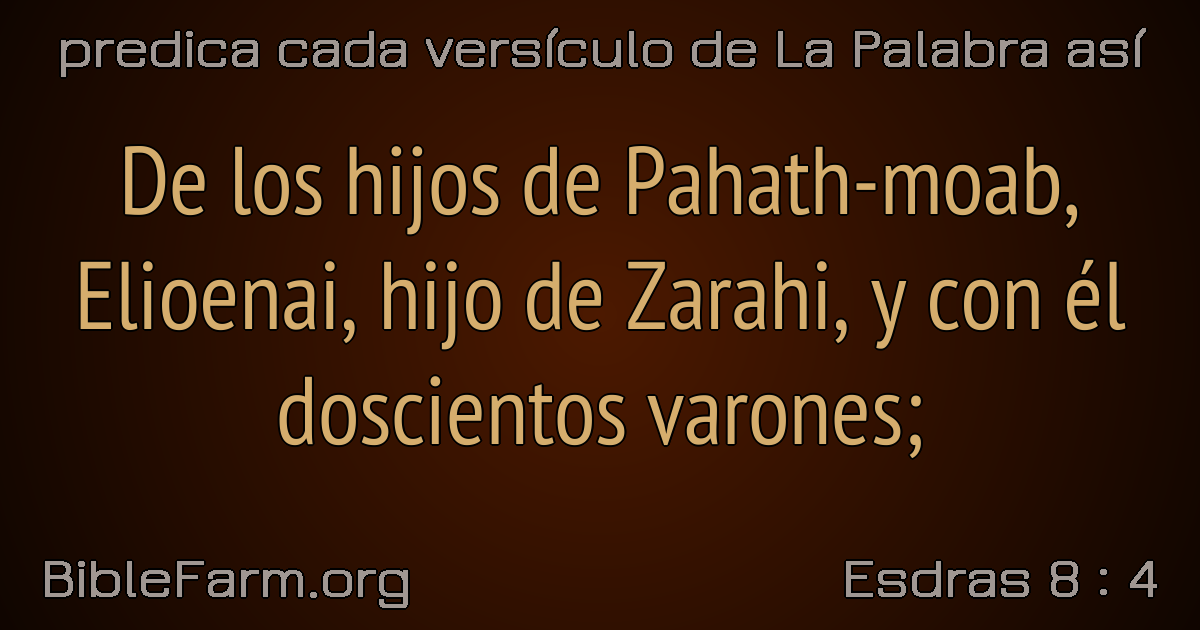 predica cada versículo de La Palabra así
De los hijos de Pahath-moab,
Elioenai, hijo de Zarahi, y con él
doscientos varones;
BibleFarm.org
Esdras 8 : 4